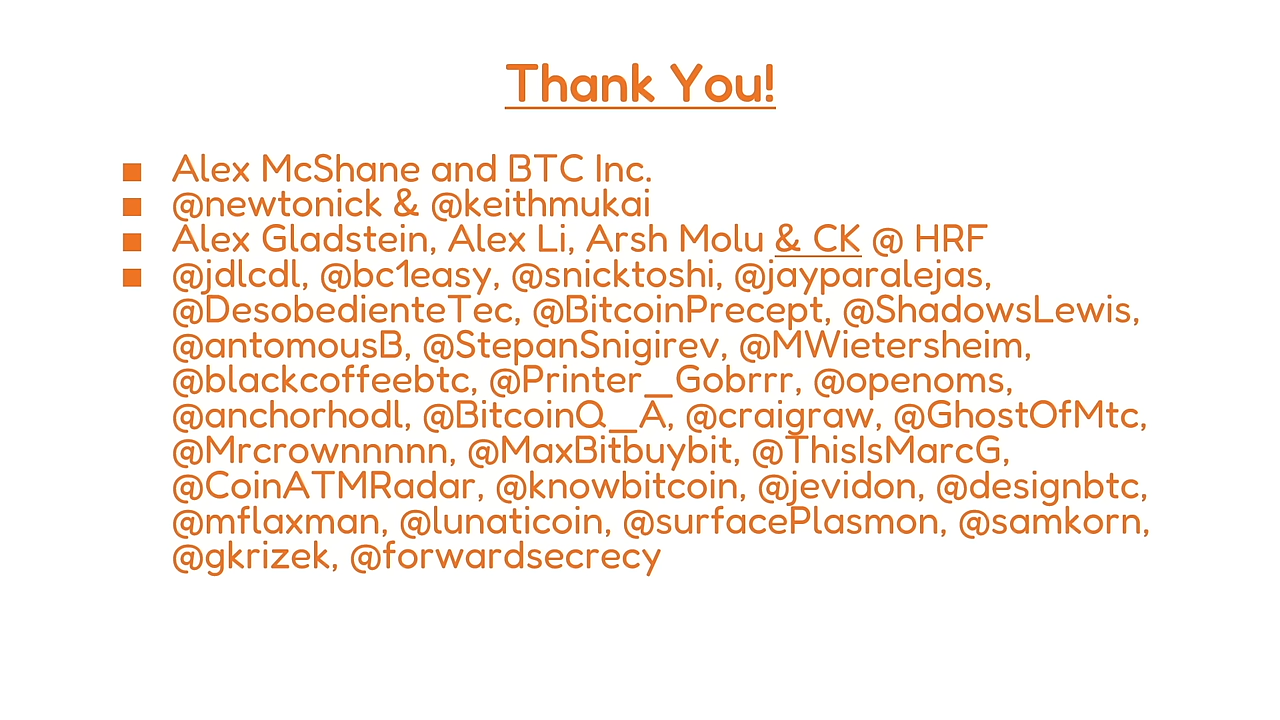 Thank You!
■ Alex McShane and BTC Inc.
■ @newtonick & @keithmukai
■ Alex Gladstein, Alex Li, Arsh Molu & CK @ HRF
■ @jdlcdl, @bc1easy, @snicktoshi, @jayparalejas,
@DesobedienteTec, @BitcoinPrecept, @ShadowsLewis,
@antomousB, @StepanSnigirev, @MWietersheim,
@blackcoffeebtc, @Printer_Gobrrr, @openoms,
@anchorhodl, @BitcoinQ_A, @craigraw, @GhostOfMtc,
@Mrcrownnnnn, @MaxBitbuybit, @ThisIsMarcG,
@CoinATMRadar, @knowbitcoin, @jevidon, @designbtc,
@mflaxman, @lunaticoin, @surfacePlasmon, @samkorn,
@gkrizek, @forwardsecrecy